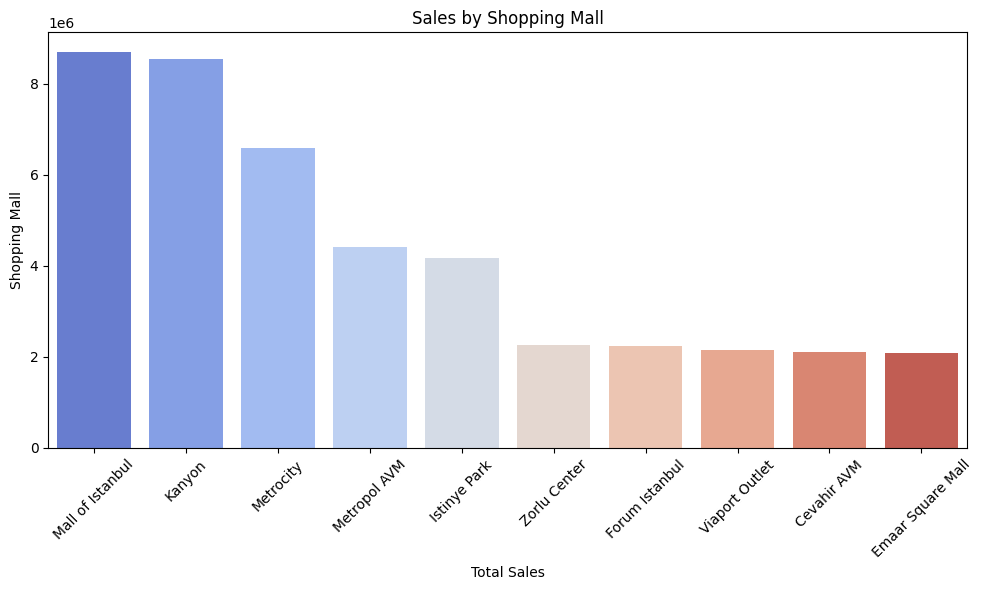 Sales by Shopping Mall
1e6
8
6
4
2
0
Shopping Mall
Mall of Istanbul
Kanyon
Metrocity
Metropol AVM
Istinye Park
Zorlu Center
Forum Istanbul
Viaport Outlet
Cevahir AVM
Emaar Square Mall
Total Sales